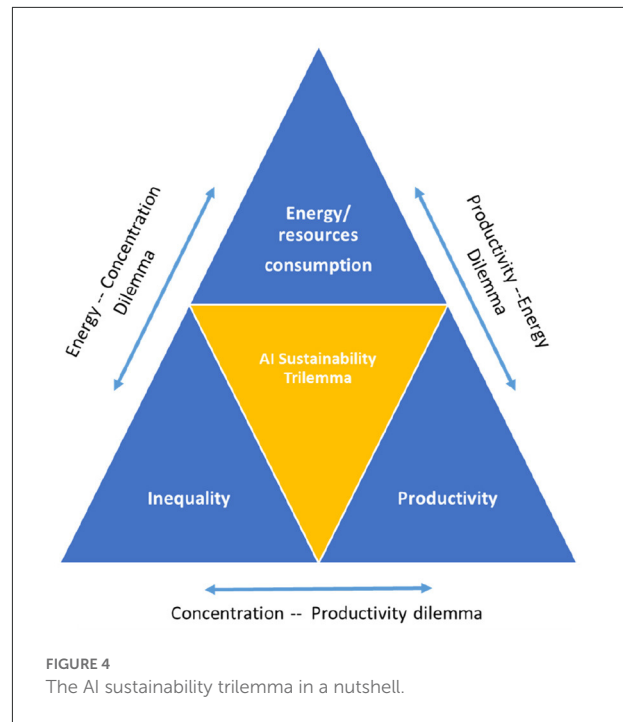 Energy/
resources
consumption
Energy -- Concentration
Dilemma
Productivity --Energy
Dilemma
AI Sustainability
Trilemma
Inequality
Productivity
Concentration -- Productivity dilemma
FIGURE 4
The AI sustainability trilemma in a nutshell.